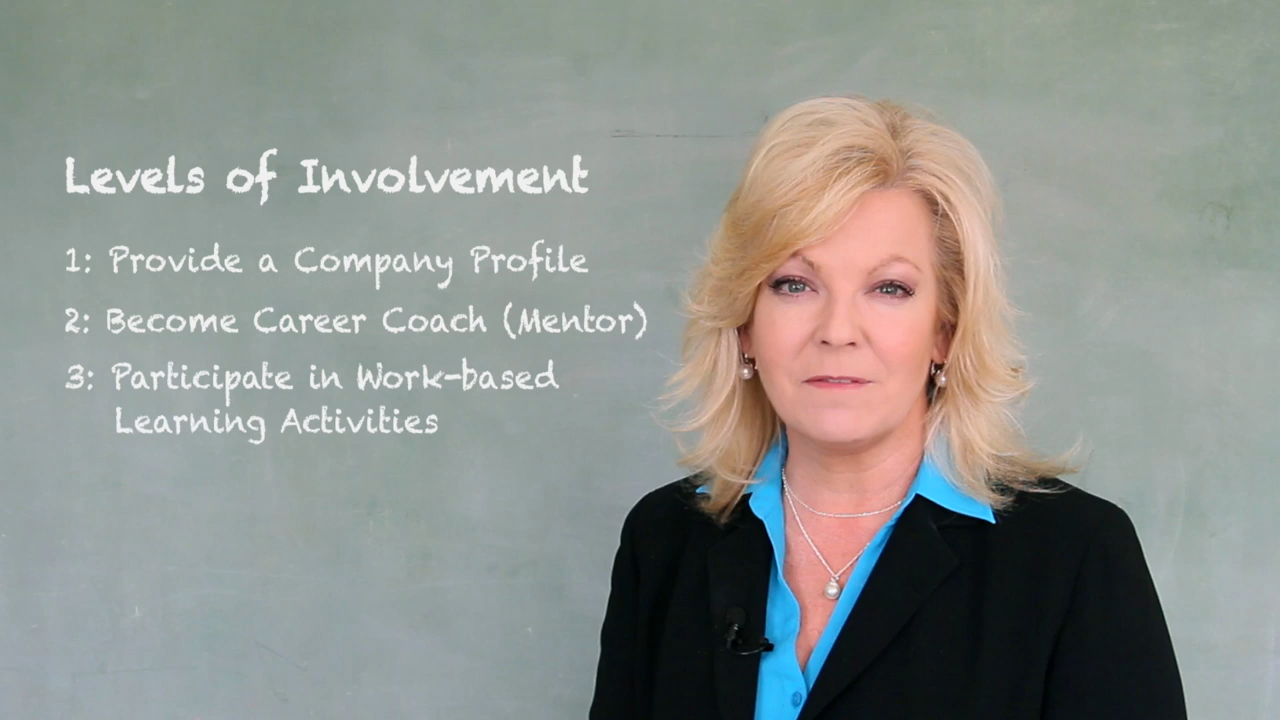 Levels of Involvement
1: Provide a Company Profile
2: Become Career Coach (Mentor)
3: Participate in Work-based
Learning Activities